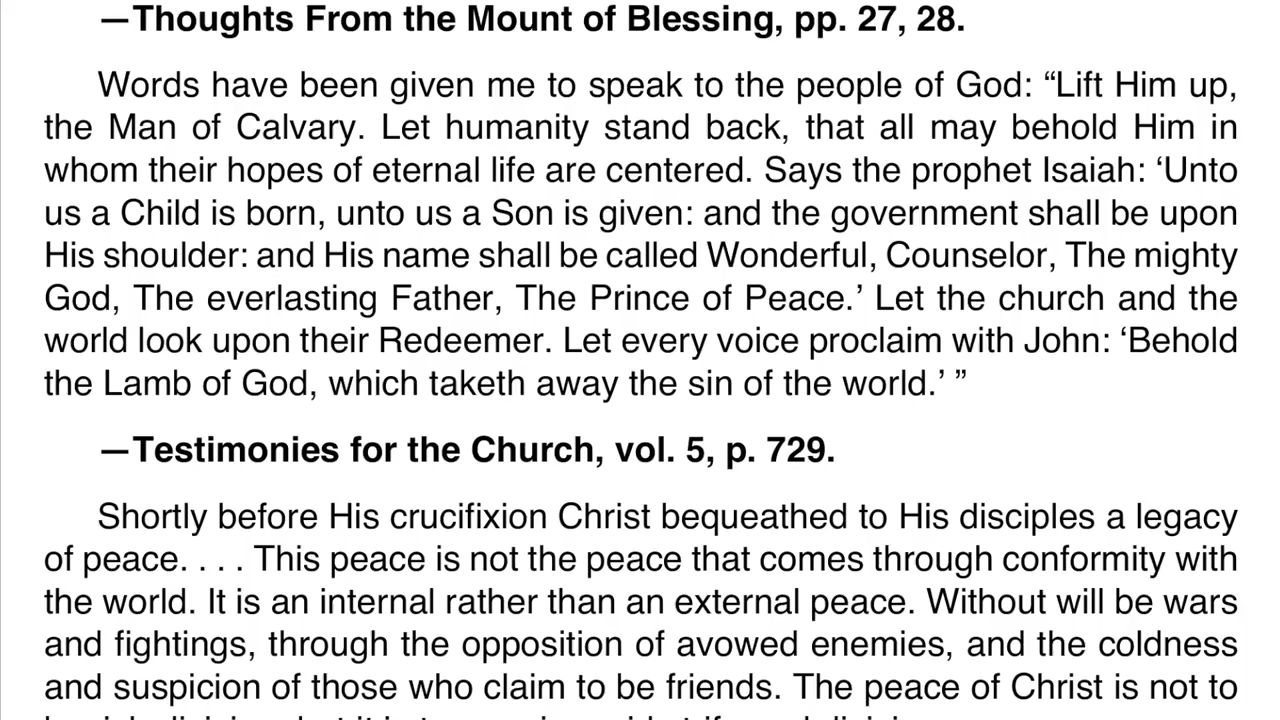 —Thoughts From the Mount of Blessing, pp. 27, 28.
Words have been given me to speak to the people of God: “Lift Him up,
the Man of Calvary. Let humanity stand back, that all may behold Him in
whom their hopes of eternal life are centered. Says the prophet Isaiah: ‘Unto
us a Child is born, unto us a Son is given: and the government shall be upon
His shoulder: and His name shall be called Wonderful, Counselor, The mighty
God, The everlasting Father, The Prince of Peace.’ Let the church and the
world look upon their Redeemer. Let every voice proclaim with John: ‘Behold
the Lamb of God, which taketh away the sin of the world.’ ”
—Testimonies for the Church, vol. 5, p. 729.
Shortly before His crucifixion Christ bequeathed to His disciples a legacy
of peace. . . . This peace is not the peace that comes through conformity with
the world. It is an internal rather than an external peace. Without will be wars
and fightings, through the opposition of avowed enemies, and the coldness
and suspicion of those who claim to be friends. The peace of Christ is not to